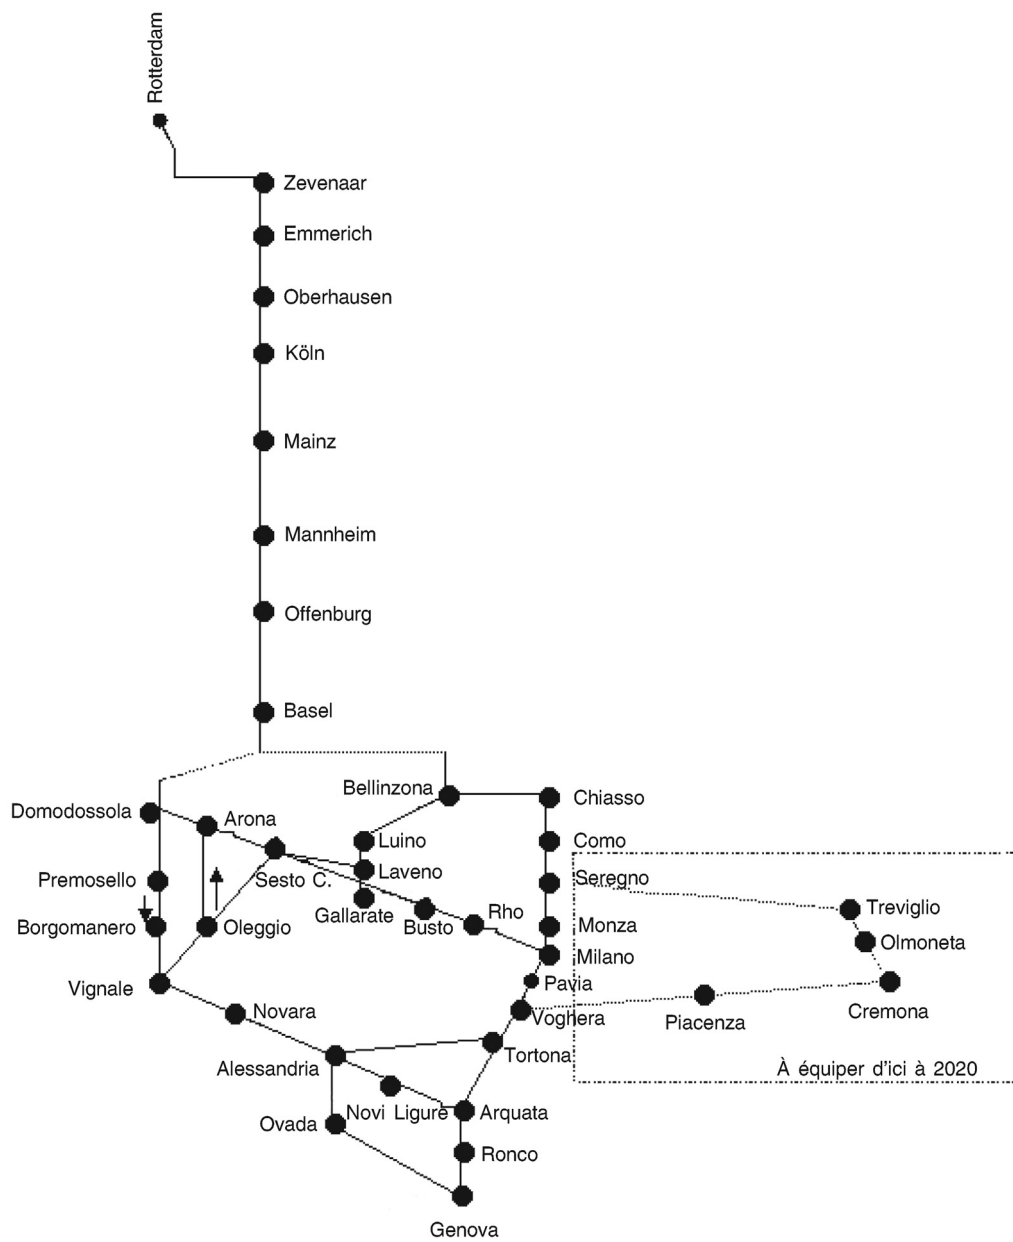 Rotterdam
Zevenaar
Emmerich
Oberhausen
Köln
Mainz
Mannheim
Offenburg
Basel
Bellinzona
Chiasso
Domodossola
Arona
Luino
Como
Sesto C.
Laveno
Premosello
Seregno
Gallarate
Busto
Rho
Treviglio
Borgomanero
Oleggio
Monza
Olmoneta
Milano
Vignale
Pavia
Novara
Voghera
Piacenza
Cremona
Alessandria
Tortona
À équiper d'ici à 2020
Novi Ligure
Arquata
Ovada
Ronco
Genova